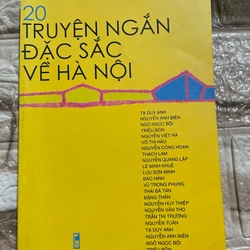 20
TRUYỆN NGẮN
ĐẶC SẮC
VỀ HÀ NỘI
TẠ DUY ANH
NGUYỄN ANH BIÊN
NGÔ NGỌC BỘI
TRIỀU BÔN
NGUYỄN VIỆT HÀ
VÕ THỊ HẢO
NGUYỄN CÔNG HOAN
THẠCH LAM
NGUYỄN QUANG LẬP
LÊ MINH KHUÊ
LƯU SƠN MINH
BẢO NINH
VŨ TRỌNG PHỤNG
THÁI BÁ TÂN
ĐẶNG THÂN
NGUYỄN HUY THIỆP
NGUYỄN VĂN THỌ
TRẦN THỊ TRƯỜNG
NGUYỄN TUÂN
TẠ DUY ANH
NGUYỄN ANH BIÊN
NGÔ NGỌC BỘI